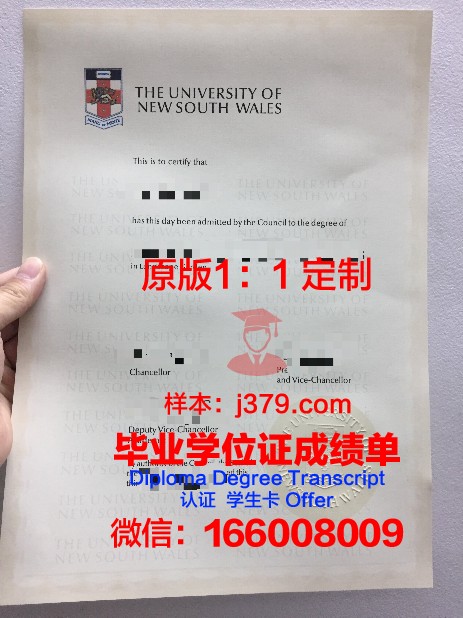 THE UNIVERSITY OF
NEW SOUTH WALES
This is to certify that
has this day been admitted by the Council to the degree of
in
原版1：1 定制
Chancellor
and Vice-Chancellor
样本：j379.com
Deputy Vice-Chancellor
毕业学位证成绩单
Diploma Degree Transcript
认证 学生卡 Offer
微信：166008009